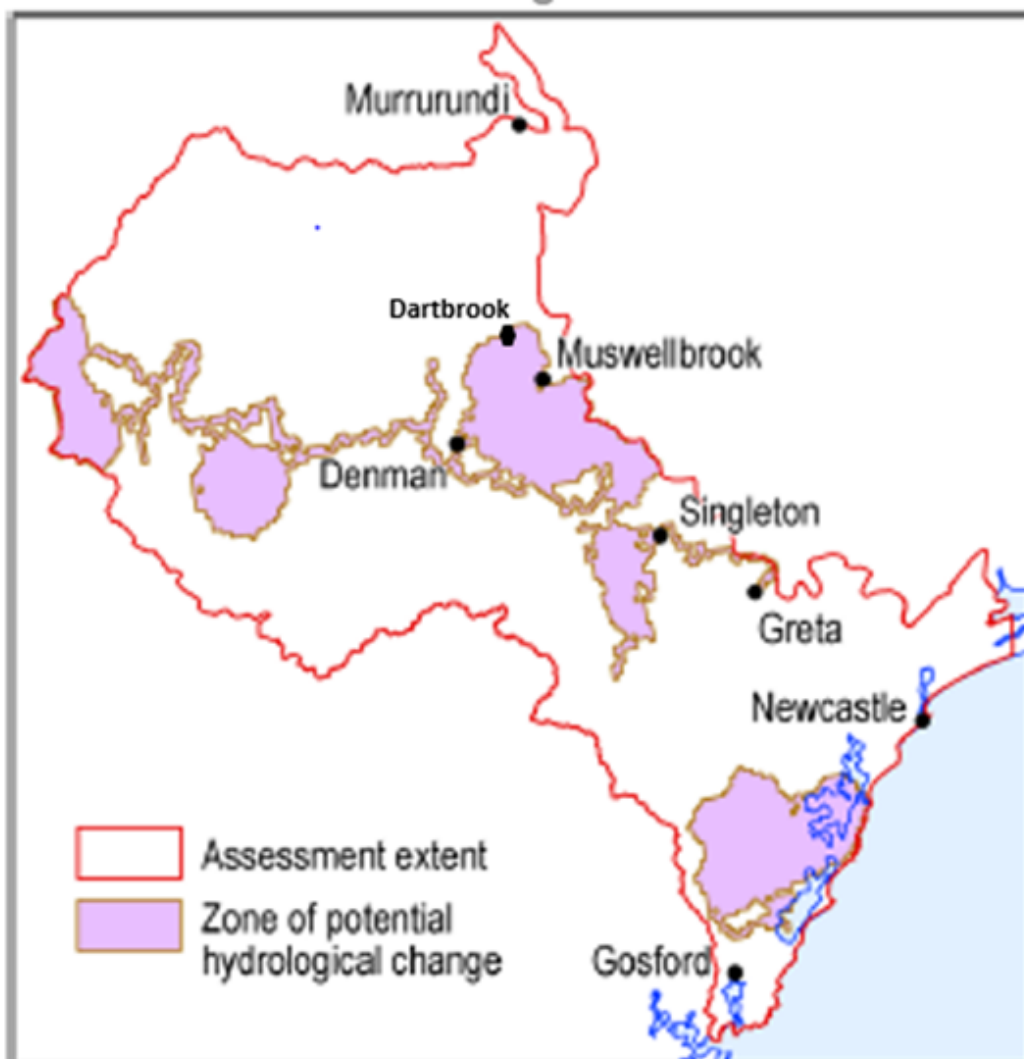 Murrurundi
Dartbrook
Muswellbrook
Denman
Singleton
Greta
Newcastle
Assessment extent
Zone of potential
hydrological change
Gosford